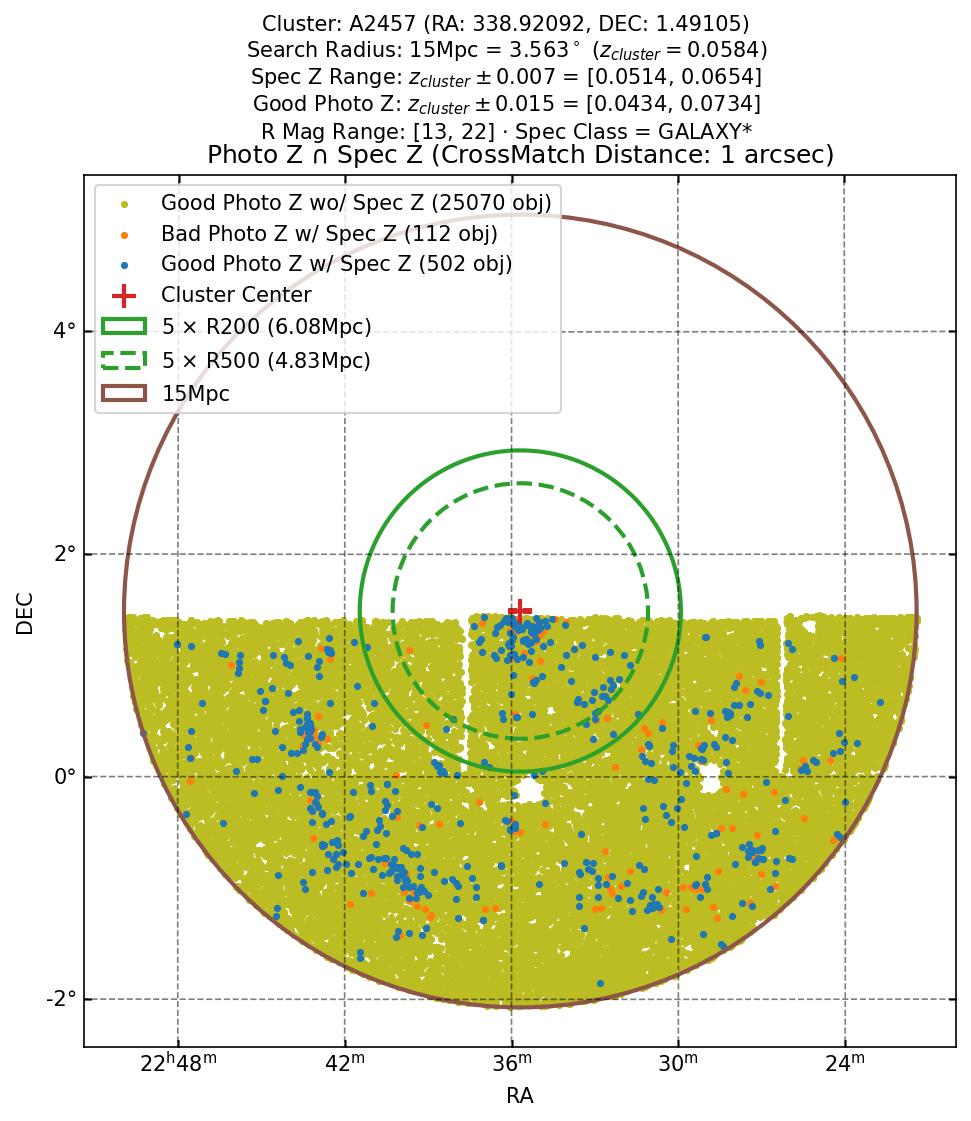 Cluster: A2457 (RA: 338.92092, DEC: 1.49105)
Search Radius: 15Mpc = 3.563° (z_cluster = 0.0584)
Spec Z Range: z_cluster ± 0.007 = [0.0514, 0.0654]
Good Photo Z: z_cluster ± 0.015 = [0.0434, 0.0734]
R Mag Range: [13, 22] · Spec Class = GALAXY*
Photo Z ∩ Spec Z (CrossMatch Distance: 1 arcsec)
Good Photo Z wo/ Spec Z (25070 obj)
Bad Photo Z w/ Spec Z (112 obj)
Good Photo Z w/ Spec Z (502 obj)
Cluster Center
5 × R200 (6.08Mpc)
5 × R500 (4.83Mpc)
15Mpc
4°
2°
0°
-2°
DEC
22ʰ48ᵐ 42ᵐ 36ᵐ 30ᵐ 24ᵐ
RA